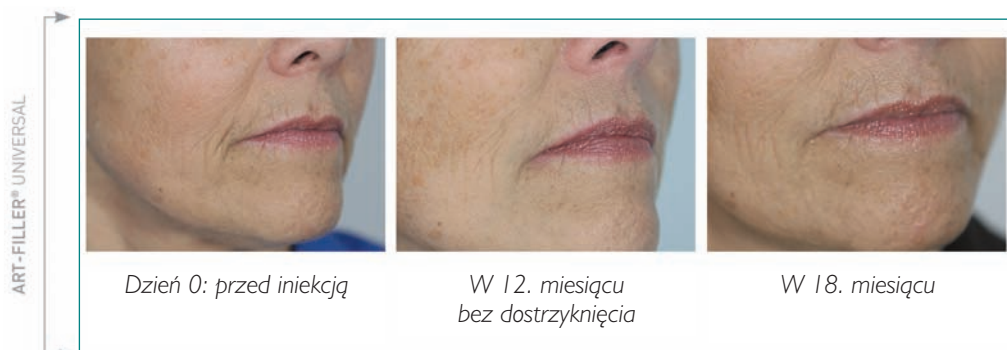 ART-FILLER® UNIVERSAL
Dzień 0: przed iniekcją
W 12. miesiącu
bez dostrzyknięcia
W 18. miesiącu